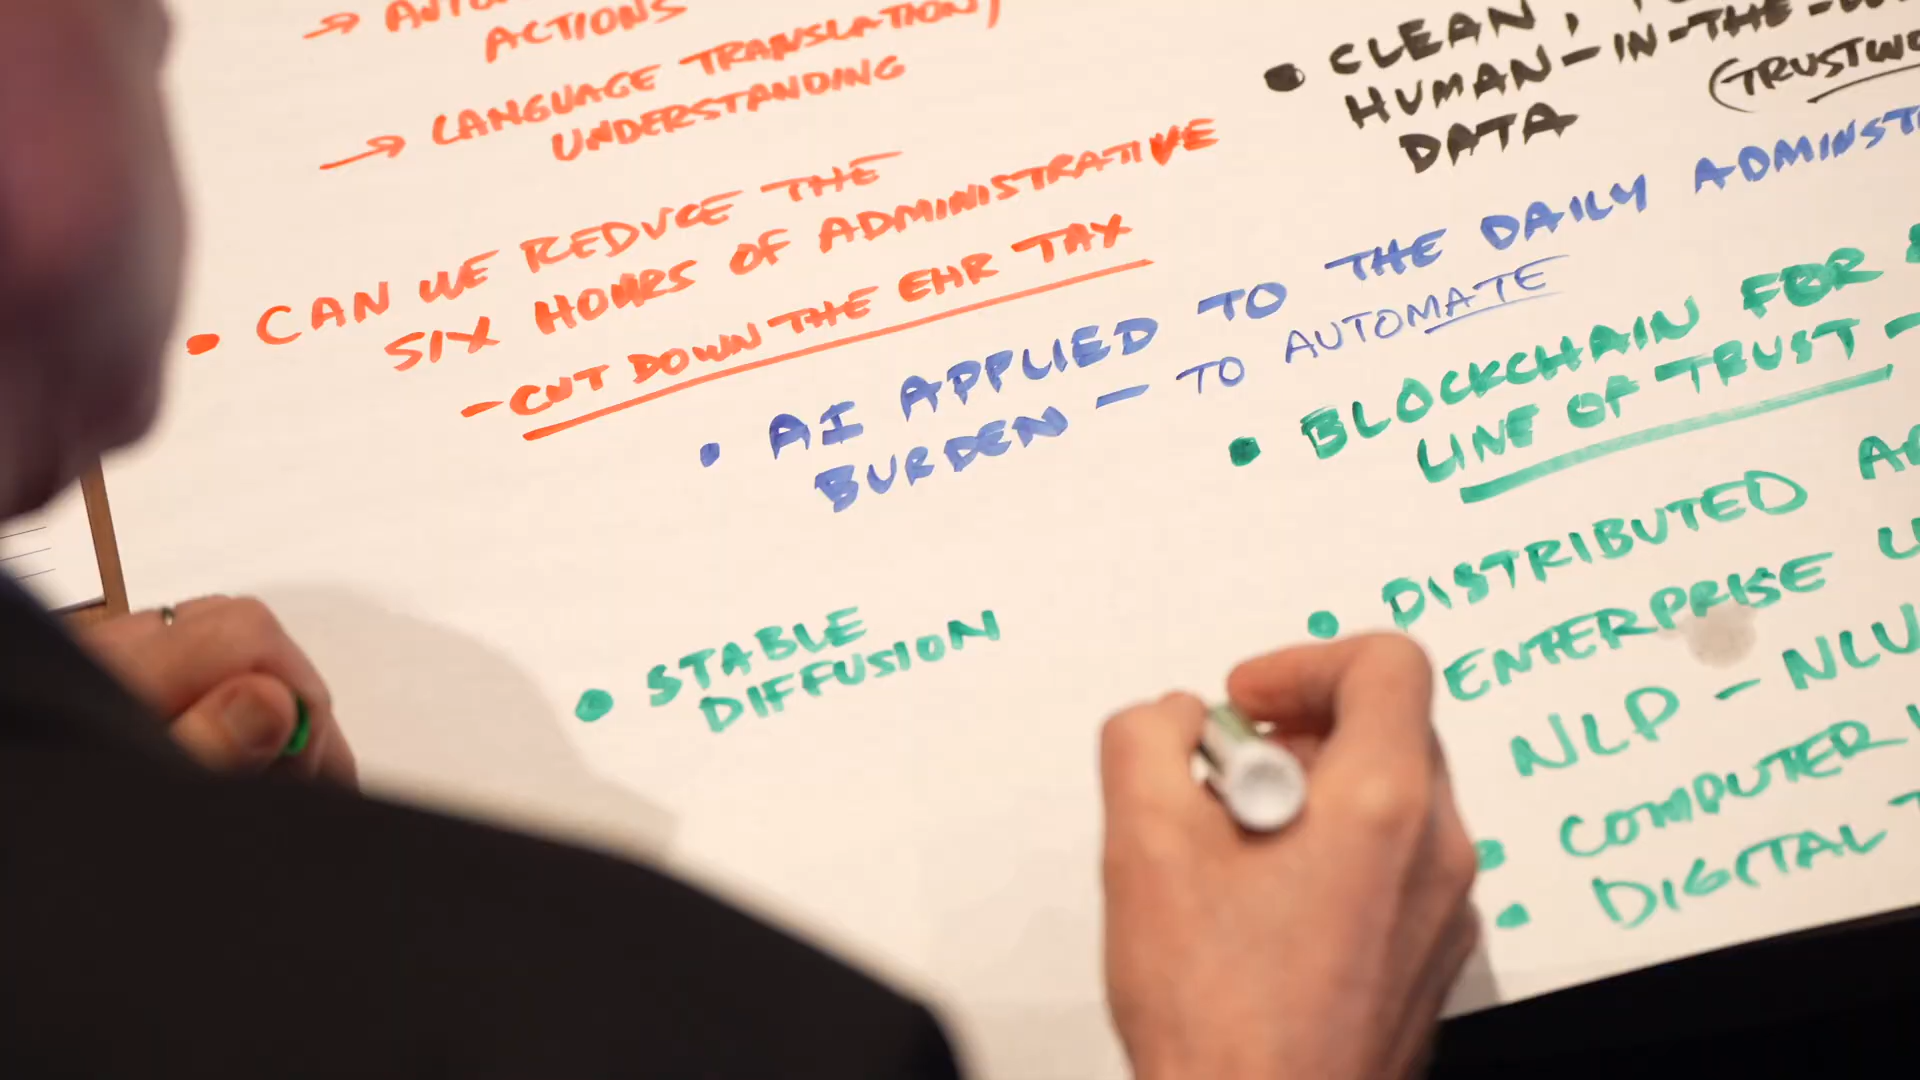 ACTIONS
→ LANGUAGE TRANSLATION/
UNDERSTANDING
• CAN WE REDUCE THE
SIX HOURS OF ADMINISTRATIVE
- CUT DOWN THE EHR TAX
• CLEAN,
HUMAN-IN-THE-
(TRUSTWO
DATA
• AI APPLIED TO THE DAILY ADMINST
BURDEN - TO AUTOMATE
• BLOCKCHAIN FOR
LINE OF TRUST -
• DISTRIBUTED
ENTERPRISE
NLP - NLU
• COMPUTER
• DIGITAL
• STABLE
DIFFUSION